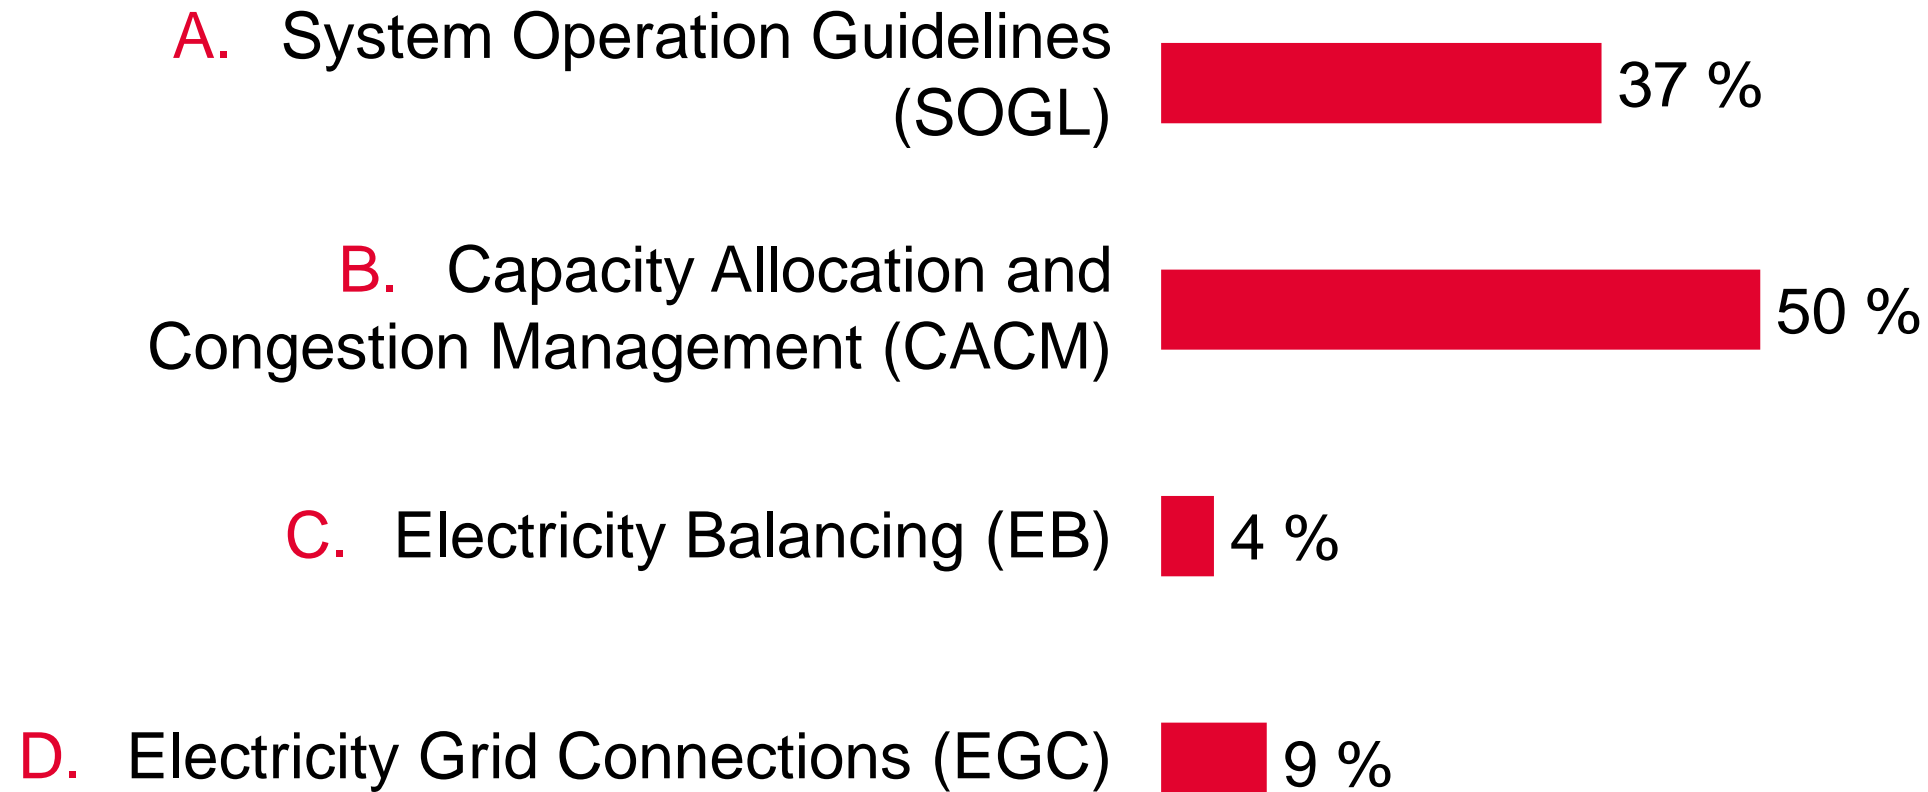 A. System Operation Guidelines
(SOGL)
37 %
B. Capacity Allocation and
Congestion Management (CACM)
50 %
C. Electricity Balancing (EB)
4 %
D. Electricity Grid Connections (EGC)
9 %